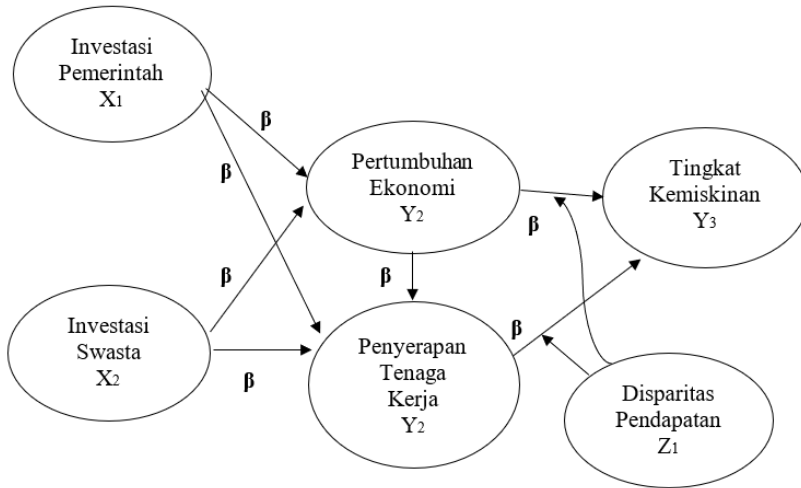 Investasi
Pemerintah
X1
β
β
Pertumbuhan
Ekonomi
Y2
Tingkat
Kemiskinan
Y3
β
β
β
Investasi
Swasta
X2
β
β
Penyerapan
Tenaga
Kerja
Y2
Disparitas
Pendapatan
Z1